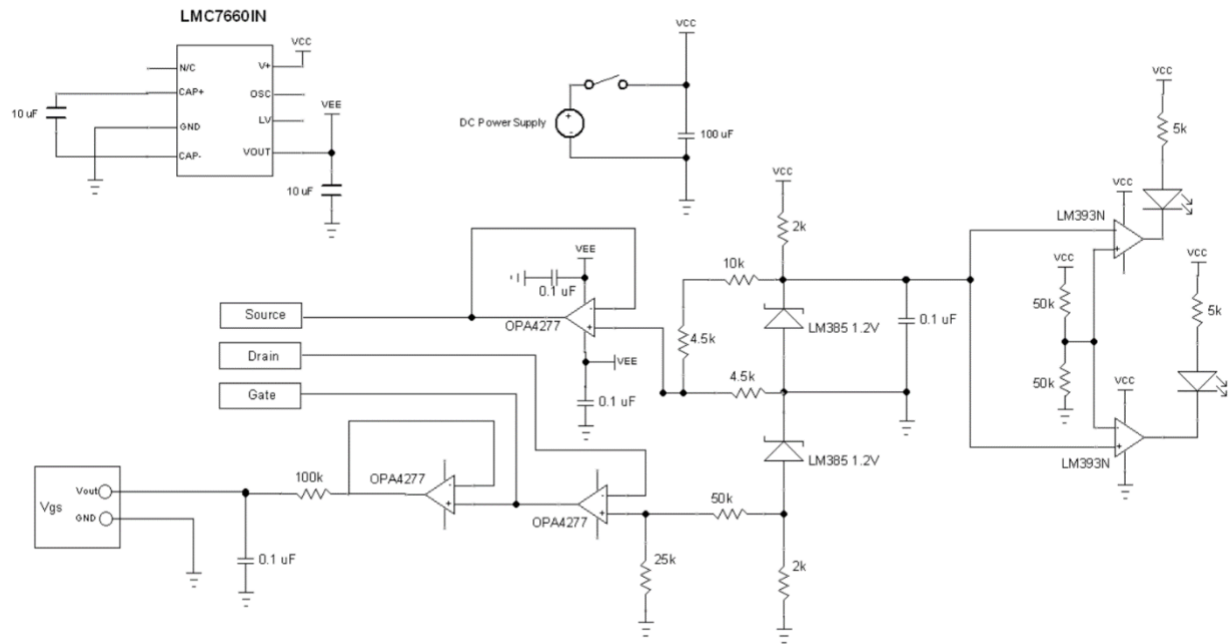 LMC7660IN
VCC
N/C
V+
CAP+
OSC
10 uF
GND
LV
VEE
CAP-
VOUT
10 uF
VCC
DC Power Supply
+
-
100 uF
VCC
5k
VCC
LM393N
-
+
VCC
2k
VEE
0.1 uF
10k
Source
OPA4277
-
+
LM385 1.2V
0.1 uF
VCC
50k
VCC
5k
Drain
VEE
4.5k
4.5k
50k
VCC
Gate
0.1 uF
-
+
LM393N
LM385 1.2V
100k
OPA4277
-
+
OPA4277
-
+
50k
Vgs
Vout
GND
0.1 uF
25k
2k